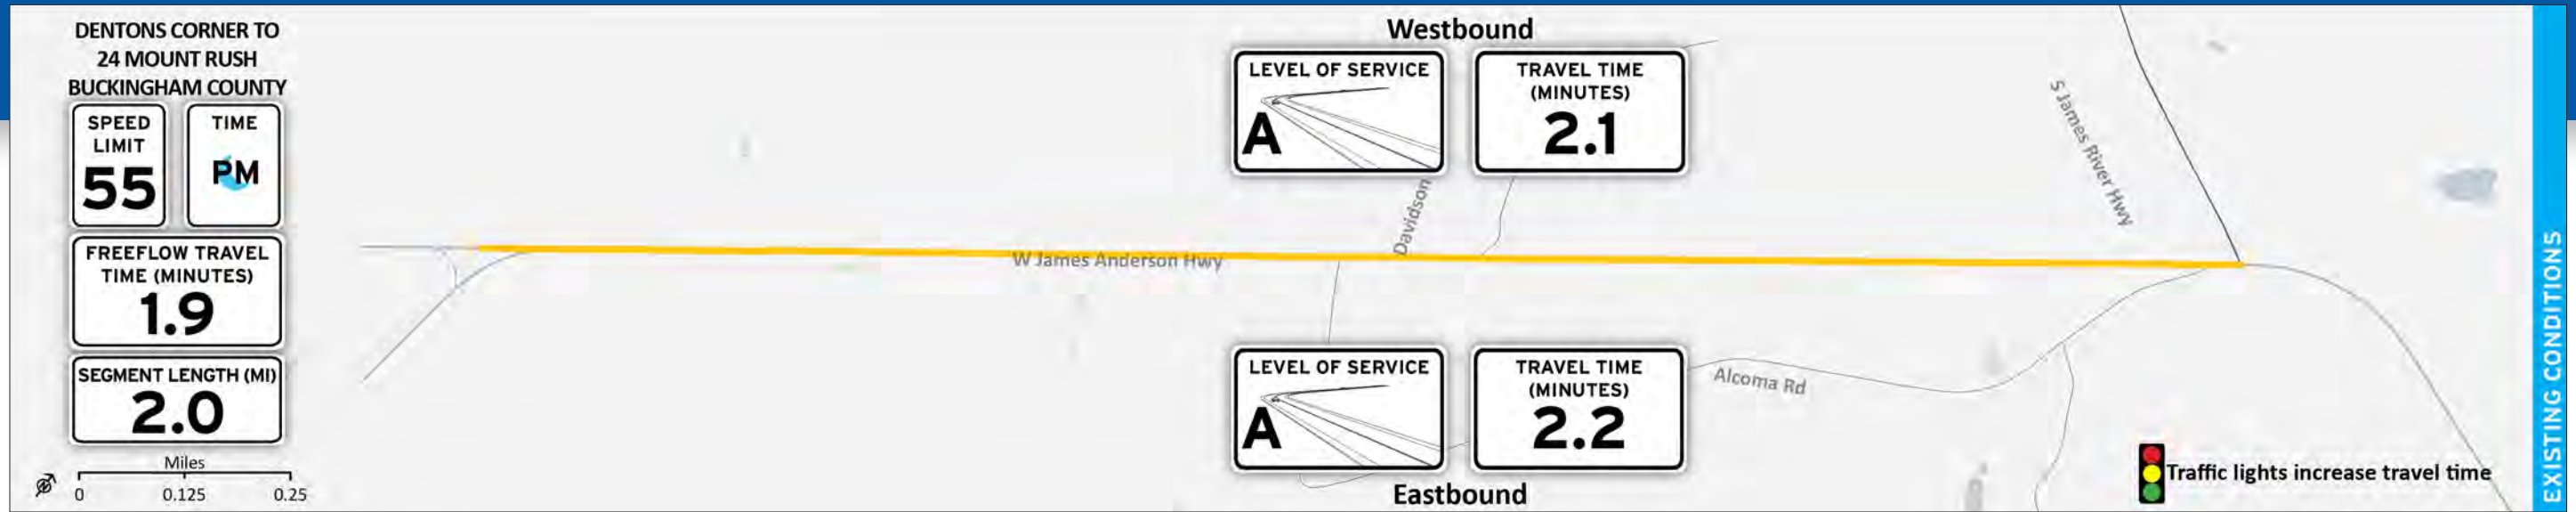 DENTONS CORNER TO
24 MOUNT RUSH
BUCKINGHAM COUNTY
SPEED
LIMIT
55
TIME
PM
FREEFLOW TRAVEL
TIME (MINUTES)
1.9
SEGMENT LENGTH (MI)
2.0
Miles
0 0.125 0.25
Westbound
LEVEL OF SERVICE
A
TRAVEL TIME
(MINUTES)
2.1
Davidson
W James Anderson Hwy
S James River Hwy
LEVEL OF SERVICE
A
TRAVEL TIME
(MINUTES)
2.2
Eastbound
Alcoma Rd
Traffic lights increase travel time
EXISTING CONDITIONS